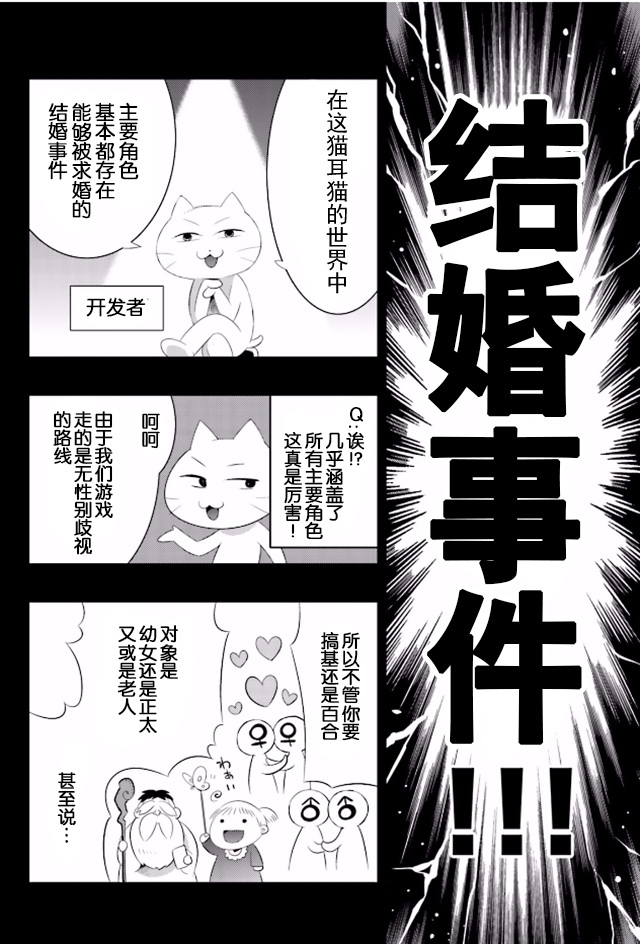 结婚事件!!!
在这猫耳猫的世界中
主要角色
基本都存在
能够被求婚的
结婚事件
开发者
Q:诶!?
几乎涵盖了
所有主要角色
这真是厉害!
呵呵
由于我们游戏
走的是无性别歧视
的路线
所以不管你要
搞基还是百合
对象是
幼女还是正太
又或是老人
わぁぃ
甚至说…